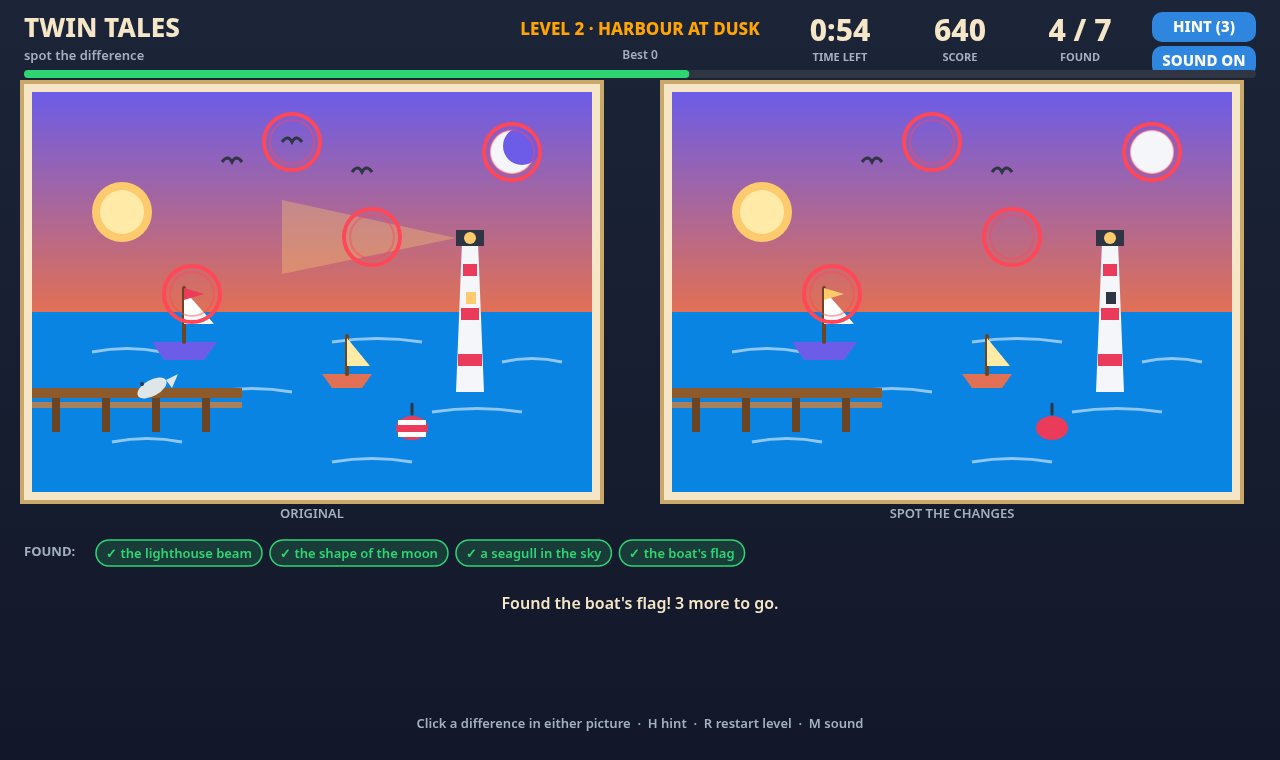 TWIN TALES
spot the difference
LEVEL 2 · HARBOUR AT DUSK
Best 0
0:54
TIME LEFT
640
SCORE
4 / 7
FOUND
HINT (3)
SOUND ON
ORIGINAL
SPOT THE CHANGES
FOUND:
✓ the lighthouse beam
✓ the shape of the moon
✓ a seagull in the sky
✓ the boat's flag
Found the boat's flag! 3 more to go.
Click a difference in either picture · H hint · R restart level · M sound